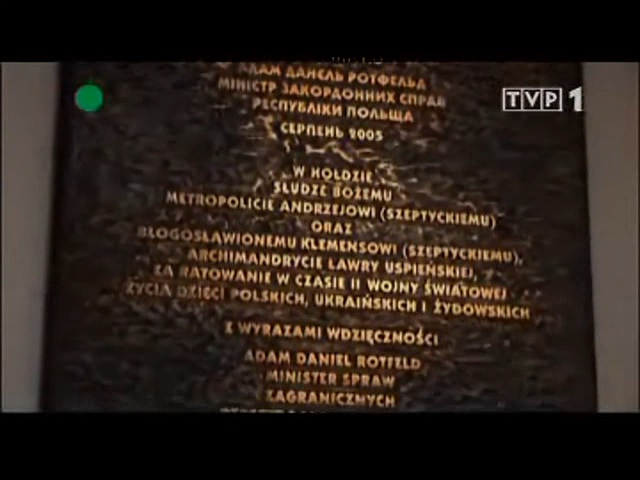 АДАМ ДАНЕЛЬ РОТФЕЛЬД
МІНІСТР ЗАКОРДОННИХ СПРАВ
РЕСПУБЛІКИ ПОЛЬЩА
СЕРПЕНЬ 2005
W HOŁDZIE
SŁUDZE BOŻEMU
METROPOLICIE ANDRZEJOWI (SZEPTYCKIEMU)
ORAZ
BŁOGOSŁAWIONEMU KLEMENSOWI (SZEPTYCKIEMU),
ARCHIMANDRYCIE ŁAWRY USPIEŃSKIEJ,
ZA RATOWANIE W CZASIE II WOJNY ŚWIATOWEJ
ŻYCIA DZIECI POLSKICH, UKRAIŃSKICH I ŻYDOWSKICH
Z WYRAZAMI WDZIĘCZNOŚCI
ADAM DANIEL ROTFELD
MINISTER SPRAW
ZAGRANICZNYCH
TVP 1